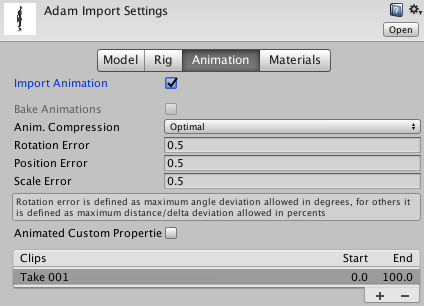 Adam Import Settings
Open
Model Rig Animation Materials
Import Animation
Bake Animations
Anim. Compression Optimal
Rotation Error 0.5
Position Error 0.5
Scale Error 0.5
Rotation error is defined as maximum angle deviation allowed in degrees, for others it
is defined as maximum distance/delta deviation allowed in percents
Animated Custom Propertie
Clips Start End
Take 001 0.0 100.0
+ −